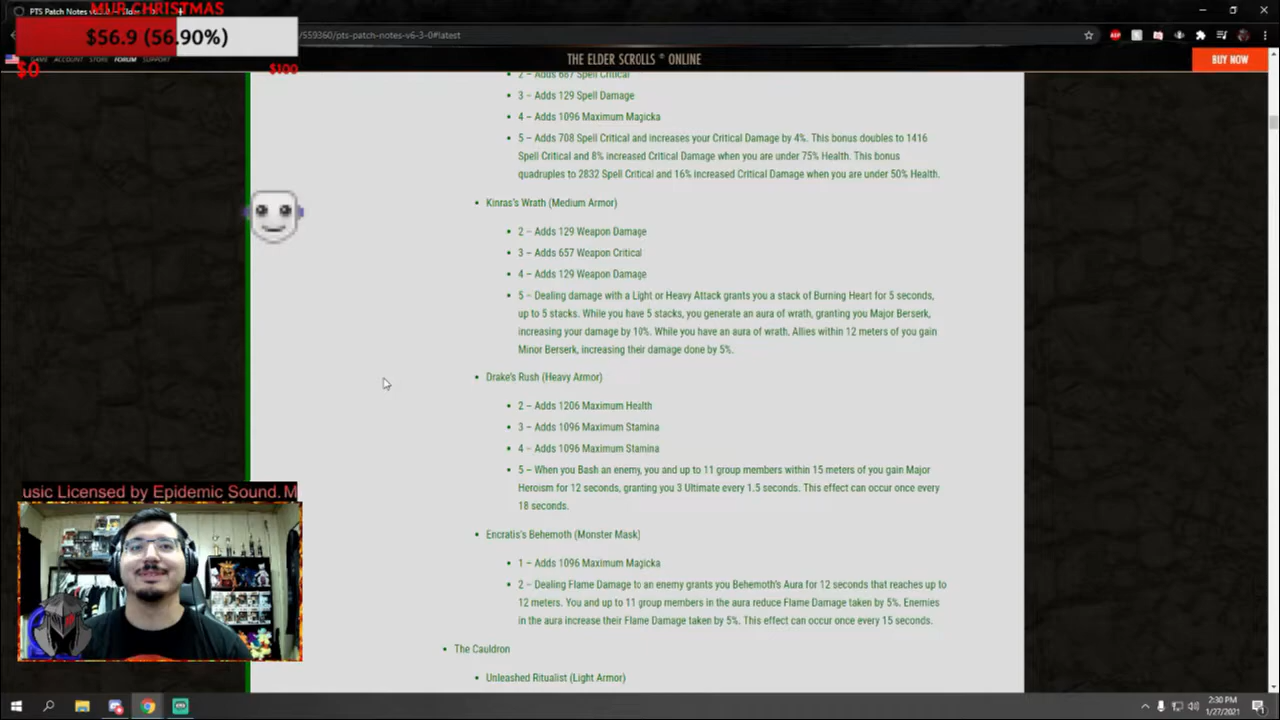 PTS Patch Notes v6.3.0
MUB CHRISTMAS
$56.9 (56.90%)
$0
$100
/559360/pts-patch-notes-v6-3-0#latest
GAME ACCOUNT STORE FORUM SUPPORT
THE ELDER SCROLLS ONLINE
BUY NOW
2 – Adds 687 Spell Critical
3 – Adds 129 Spell Damage
4 – Adds 1096 Maximum Magicka
5 – Adds 708 Spell Critical and increases your Critical Damage by 4%. This bonus doubles to 1416
Spell Critical and 8% increased Critical Damage when you are under 75% Health. This bonus
quadruples to 2832 Spell Critical and 16% increased Critical Damage when you are under 50% Health.
Kinras's Wrath (Medium Armor)
2 – Adds 129 Weapon Damage
3 – Adds 657 Weapon Critical
4 – Adds 129 Weapon Damage
5 – Dealing damage with a Light or Heavy Attack grants you a stack of Burning Heart for 5 seconds,
up to 5 stacks. While you have 5 stacks, you generate an aura of wrath, granting you Major Berserk,
increasing your damage by 10%. While you have an aura of wrath, Allies within 12 meters of you gain
Minor Berserk, increasing their damage done by 5%.
Drake's Rush (Heavy Armor)
2 – Adds 1206 Maximum Health
3 – Adds 1096 Maximum Stamina
4 – Adds 1096 Maximum Stamina
5 – When you Bash an enemy, you and up to 11 group members within 15 meters of you gain Major
Heroism for 12 seconds, granting you 3 Ultimate every 1.5 seconds. This effect can occur once every
18 seconds.
Encratis's Behemoth (Monster Mask)
1 – Adds 1096 Maximum Magicka
2 – Dealing Flame Damage to an enemy grants you Behemoth's Aura for 12 seconds that reaches up to
12 meters. You and up to 11 group members in the aura reduce Flame Damage taken by 5%. Enemies
in the aura increase their Flame Damage taken by 5%. This effect can occur once every 15 seconds.
The Cauldron
Unleashed Ritualist (Light Armor)
usic Licensed by Epidemic Sound. M
2:30 PM
1/27/2021